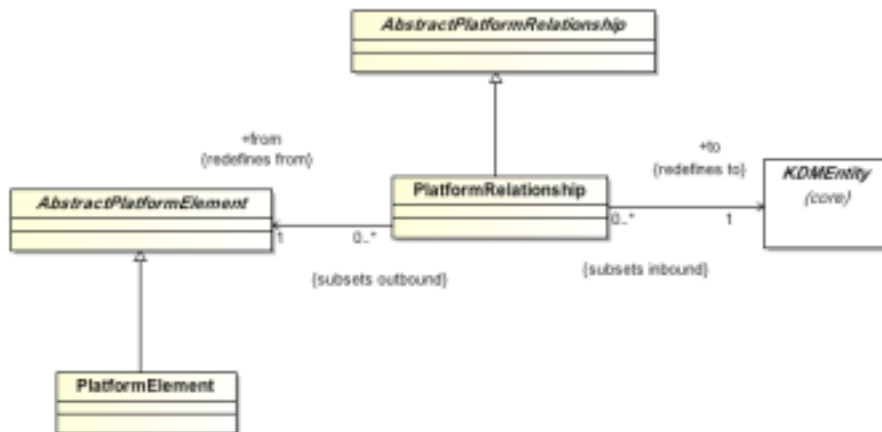 AbstractPlatformRelationship
+from
{redefines from}
+to
{redefines to}
KDMEntity
(core)
PlatformRelationship
AbstractPlatformElement
1
0..*
0..*
1
{subsets outbound}
{subsets inbound}
PlatformElement